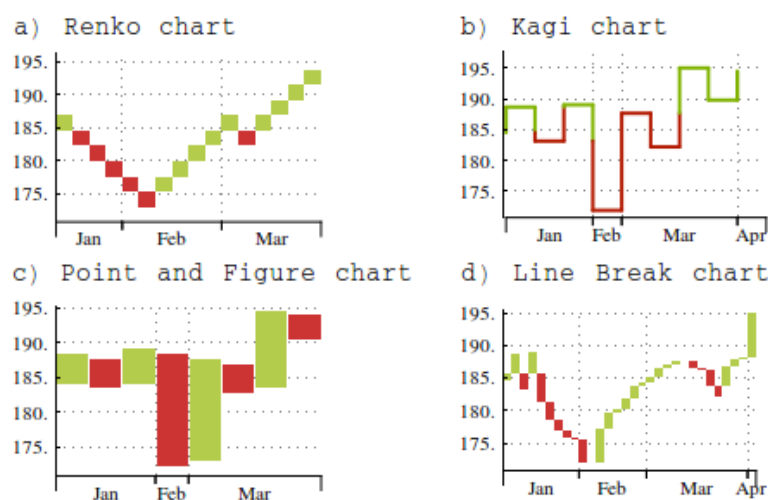 a) Renko chart
195.
190.
185.
180.
175.
Jan Feb Mar
b) Kagi chart
195.
190.
185.
180.
175.
Jan Feb Mar Apr
c) Point and Figure chart
195.
190.
185.
180.
175.
Jan Feb Mar
d) Line Break chart
195.
190.
185.
180.
175.
Jan Feb Mar Apr